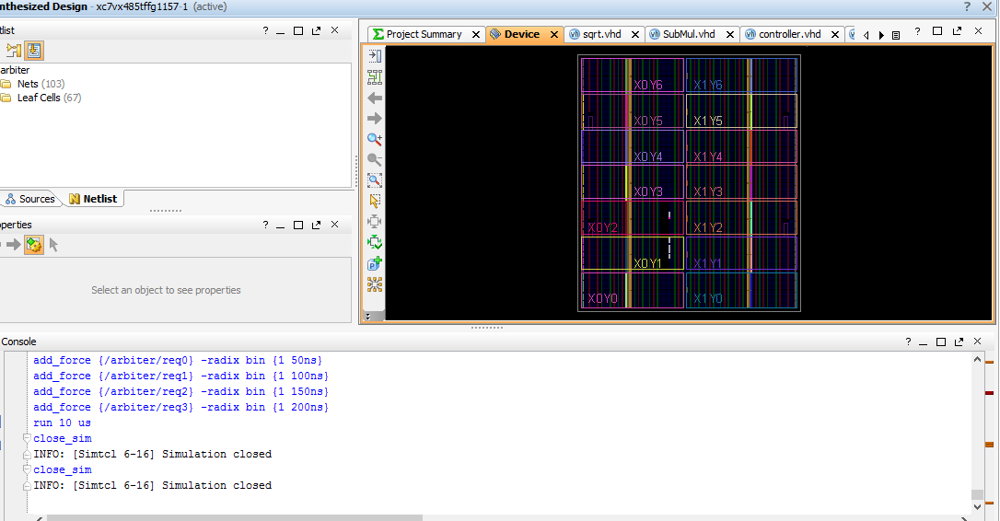 nthesized Design - xc7vx485tffg1157-1 (active)
tlist
arbiter
Nets (103)
Leaf Cells (67)
Sources
Netlist
operties
Select an object to see properties
Project Summary
Device
sqrt.vhd
SubMul.vhd
controller.vhd
X0Y6 X1Y6
X0Y5 X1Y5
X0Y4 X1Y4
X0Y3 X1Y3
X0Y2 X1Y2
X0Y1 X1Y1
X0Y0 X1Y0
Console
add_force {/arbiter/req0} -radix bin {1 50ns}
add_force {/arbiter/req1} -radix bin {1 100ns}
add_force {/arbiter/req2} -radix bin {1 150ns}
add_force {/arbiter/req3} -radix bin {1 200ns}
run 10 us
close_sim
INFO: [Simtcl 6-16] Simulation closed
close_sim
INFO: [Simtcl 6-16] Simulation closed